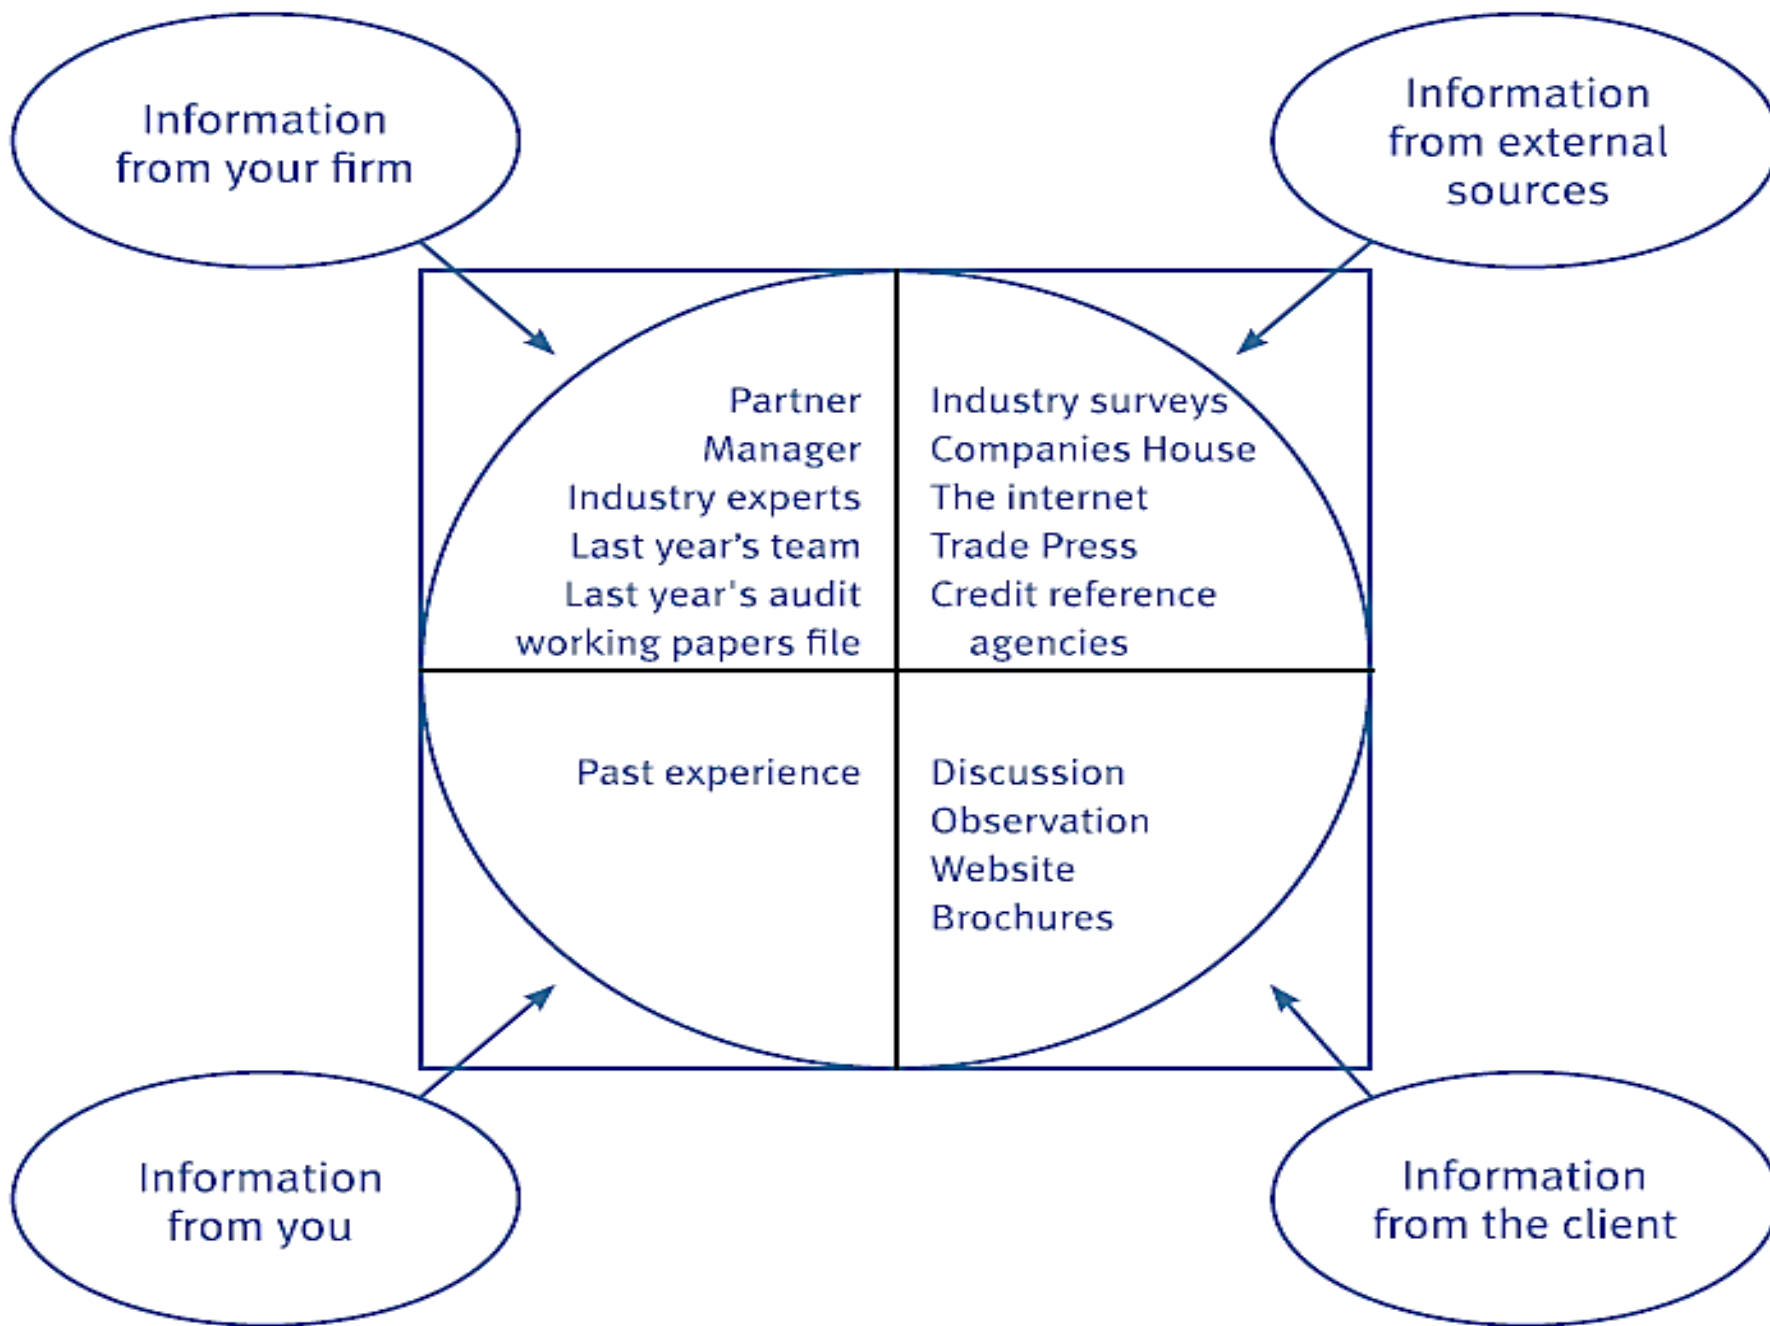 Information
from your firm
Information
from external
sources
Partner
Manager
Industry experts
Last year’s team
Last year's audit
working papers file
Industry surveys
Companies House
The internet
Trade Press
Credit reference
agencies
Past experience
Discussion
Observation
Website
Brochures
Information
from you
Information
from the client